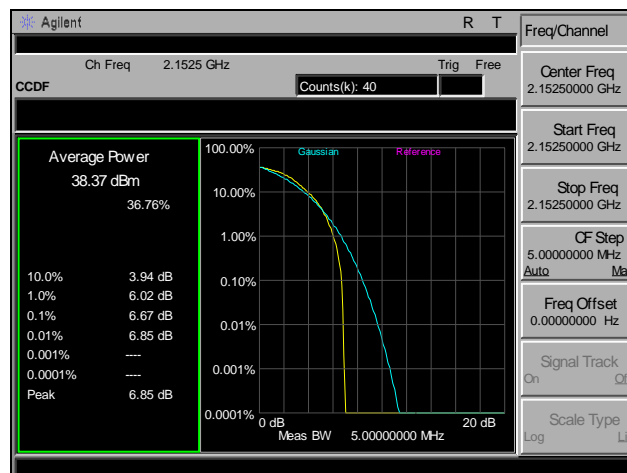 Agilent R T
Freq/Channel
Ch Freq 2.1525 GHz Trig Free
CCDF Counts(k): 40
Center Freq
2.15250000 GHz
Start Freq
2.15250000 GHz
Stop Freq
2.15250000 GHz
CF Step
5.00000000 MHz
Auto Ma
Freq Offset
0.00000000 Hz
Signal Track
On Of
Scale Type
Log Li
Average Power
38.37 dBm
36.76%
10.0% 3.94 dB
1.0% 6.02 dB
0.1% 6.67 dB
0.01% 6.85 dB
0.001% ----
0.0001% ----
Peak 6.85 dB
Gaussian Reference
100.00%
10.00%
1.00%
0.10%
0.01%
0.001%
0.0001%
0 dB 20 dB
Meas BW 5.00000000 MHz